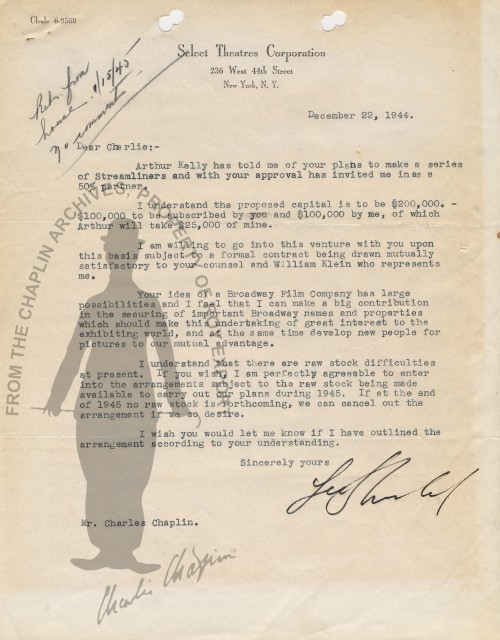 Circle 6-9500
Select Theatres Corporation
236 West 44th Street
New York, N. Y.
Retn. from
house 9/15/45
No comment
December 22, 1944.
Dear Charlie:-
Arthur Kelly has told me of your plans to make a series
of Streamliners and with your approval has invited me in as a
50% partner.
I understand the proposed capital is to be $200,000. -
$100,000 to be subscribed by you and $100,000 by me, of which
Arthur will take $25,000 of mine.
I am willing to go into this venture with you upon
this basis subject to a formal contract being drawn mutually
satisfactory to your counsel and William Klein who represents
me.
Your idea of a Broadway Film Company has large
possibilities and I feel that I can make a big contribution
in the securing of important Broadway names and properties
which should make this undertaking of great interest to the
exhibiting world, and at the same time develop new people for
pictures to our mutual advantage.
I understand that there are raw stock difficulties
at present. If you wish, I am perfectly agreeable to enter
into the arrangements subject to the raw stock being made
available to carry out our plans during 1945. If at the end
of 1945 no raw stock is forthcoming, we can cancel out the
arrangement if we so desire.
I wish you would let me know if I have outlined the
arrangement according to your understanding.
Sincerely yours
Mr. Charles Chaplin.
FROM THE CHAPLIN ARCHIVES, PROPERTY OF ROY EXPORT
Charlie Chaplin